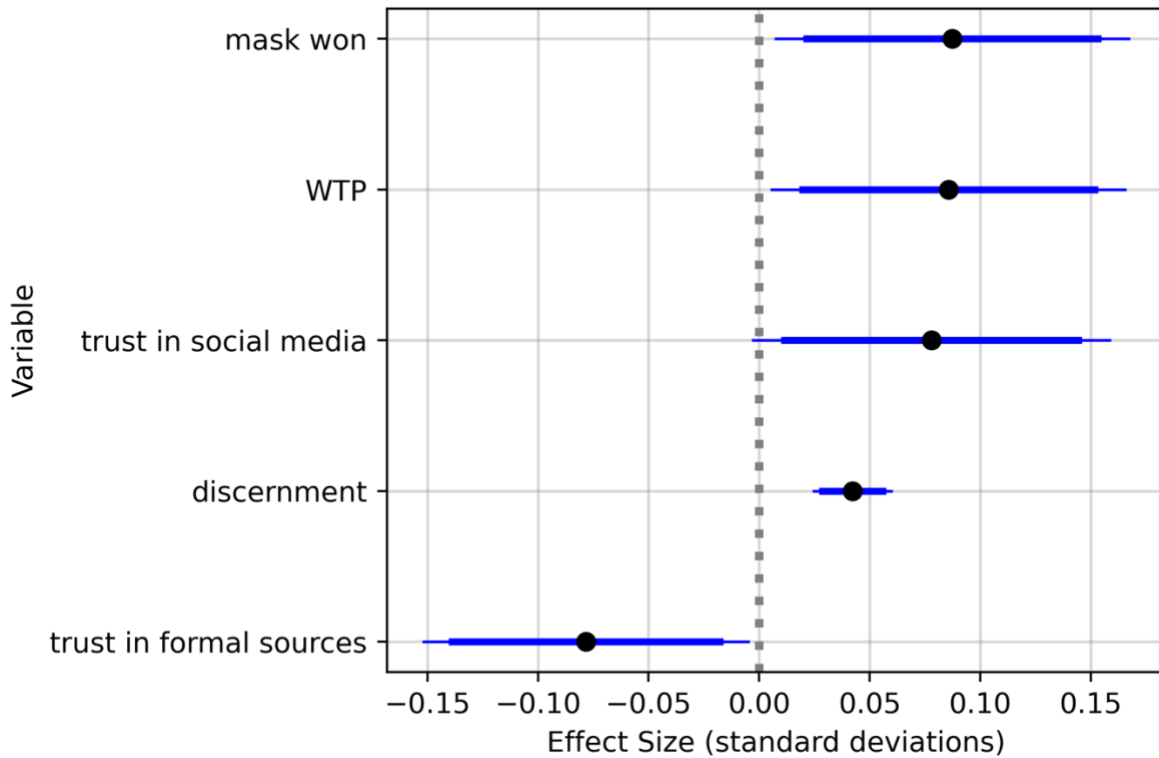 mask won
WTP
trust in social media
discernment
trust in formal sources
Variable
−0.15
−0.10
−0.05
0.00
0.05
0.10
0.15
Effect Size (standard deviations)